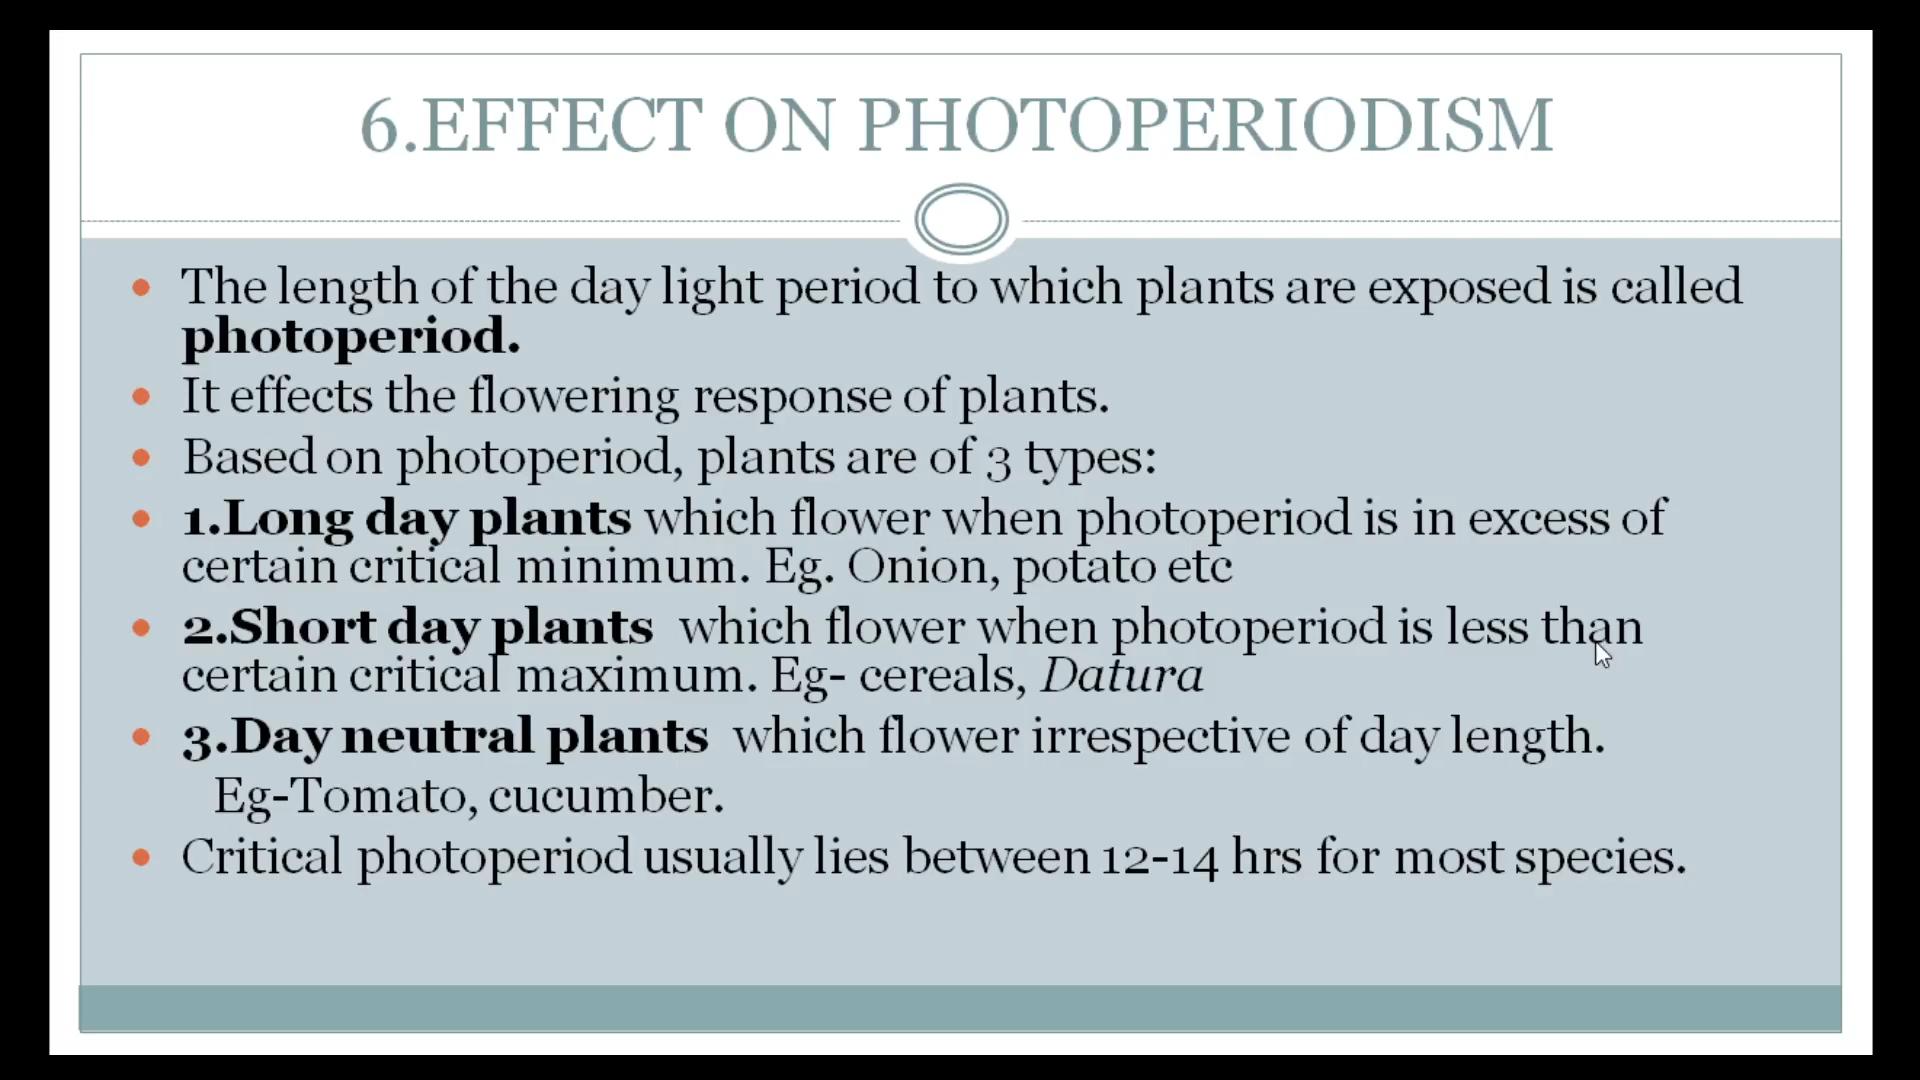 6.EFFECT ON PHOTOPERIODISM
• The length of the day light period to which plants are exposed is called
photoperiod.
• It effects the flowering response of plants.
• Based on photoperiod, plants are of 3 types:
• 1.Long day plants which flower when photoperiod is in excess of
certain critical minimum. Eg. Onion, potato etc
• 2.Short day plants which flower when photoperiod is less than
certain critical maximum. Eg- cereals, Datura
• 3.Day neutral plants which flower irrespective of day length.
Eg-Tomato, cucumber.
• Critical photoperiod usually lies between 12-14 hrs for most species.